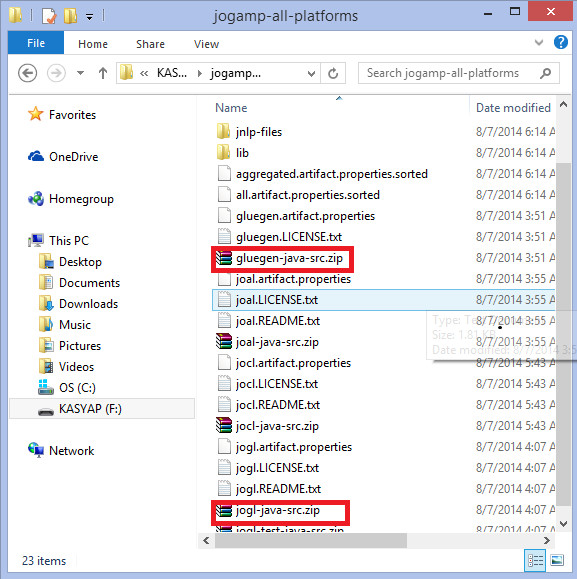 jogamp-all-platforms
File Home Share View
KAS... jogamp... Search jogamp-all-platforms
Name Date modified
Favorites
OneDrive
Homegroup
This PC
Desktop
Documents
Downloads
Music
Pictures
Videos
OS (C:)
KASYAP (F:)
Network
jnlp-files 8/7/2014 6:14 A
lib 8/7/2014 6:14 A
aggregated.artifact.properties.sorted 8/7/2014 6:14 A
all.artifact.properties.sorted 8/7/2014 6:14 A
gluegen.artifact.properties 8/7/2014 3:51 A
gluegen.LICENSE.txt 8/7/2014 3:51 A
gluegen-java-src.zip 8/7/2014 3:51 A
joal.artifact.properties 8/7/2014 3:55 A
joal.LICENSE.txt 8/7/2014 3:55 A
joal.README.txt 8/7/2014 3:55 A
joal-java-src.zip 8/7/2014 3:55 A
jocl.artifact.properties 8/7/2014 5:43 A
jocl.LICENSE.txt 8/7/2014 5:43 A
jocl.README.txt 8/7/2014 5:43 A
jocl-java-src.zip 8/7/2014 5:43 A
jogl.artifact.properties 8/7/2014 4:07 A
jogl.LICENSE.txt 8/7/2014 4:07 A
jogl.README.txt 8/7/2014 4:07 A
jogl-java-src.zip 8/7/2014 4:07 A
jogl-test-java-src.zip 8/7/2014 4:07 A
Type:
Size: 1.81 KB
Date modified: 8/7/2014 3:5
23 items